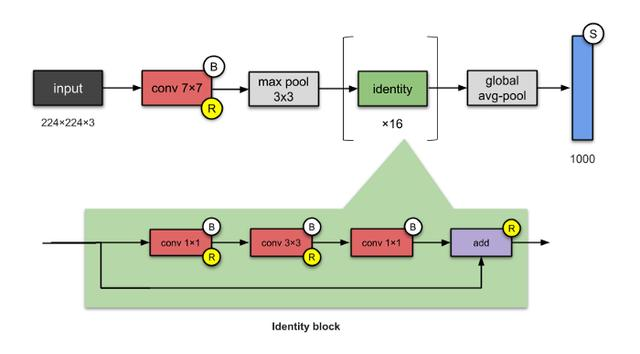 S
B
input
conv 7×7
max pool
3x3
identity
global
avg-pool
R
224×224×3
×16
1000
B
B
B
R
conv 1×1
conv 3×3
conv 1×1
add
R
R
Identity block